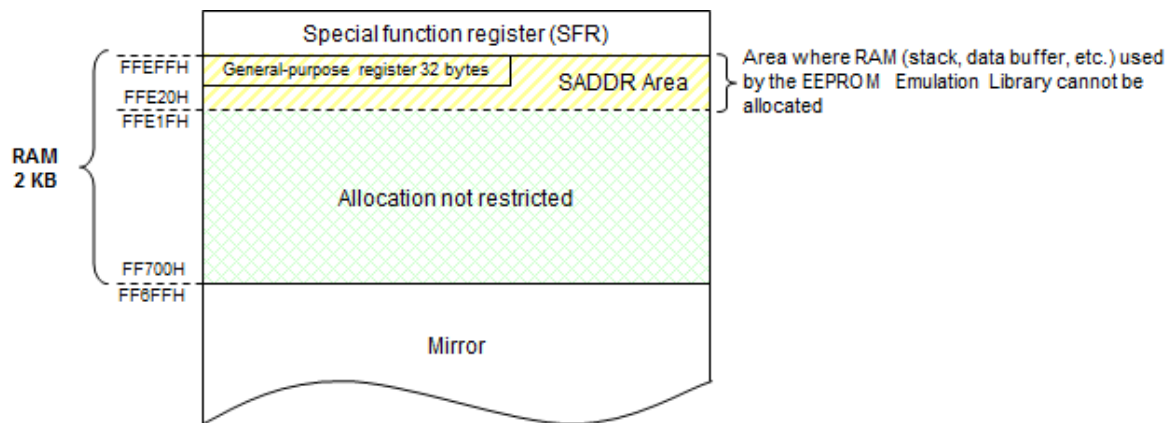 Special function register (SFR)
FFEFFH
General-purpose register 32 bytes
SADDR Area
FFE20H
FFE1FH
Area where RAM (stack, data buffer, etc.) used
by the EEPROM Emulation Library cannot be
allocated
RAM
2 KB
Allocation not restricted
FF700H
FF6FFH
Mirror